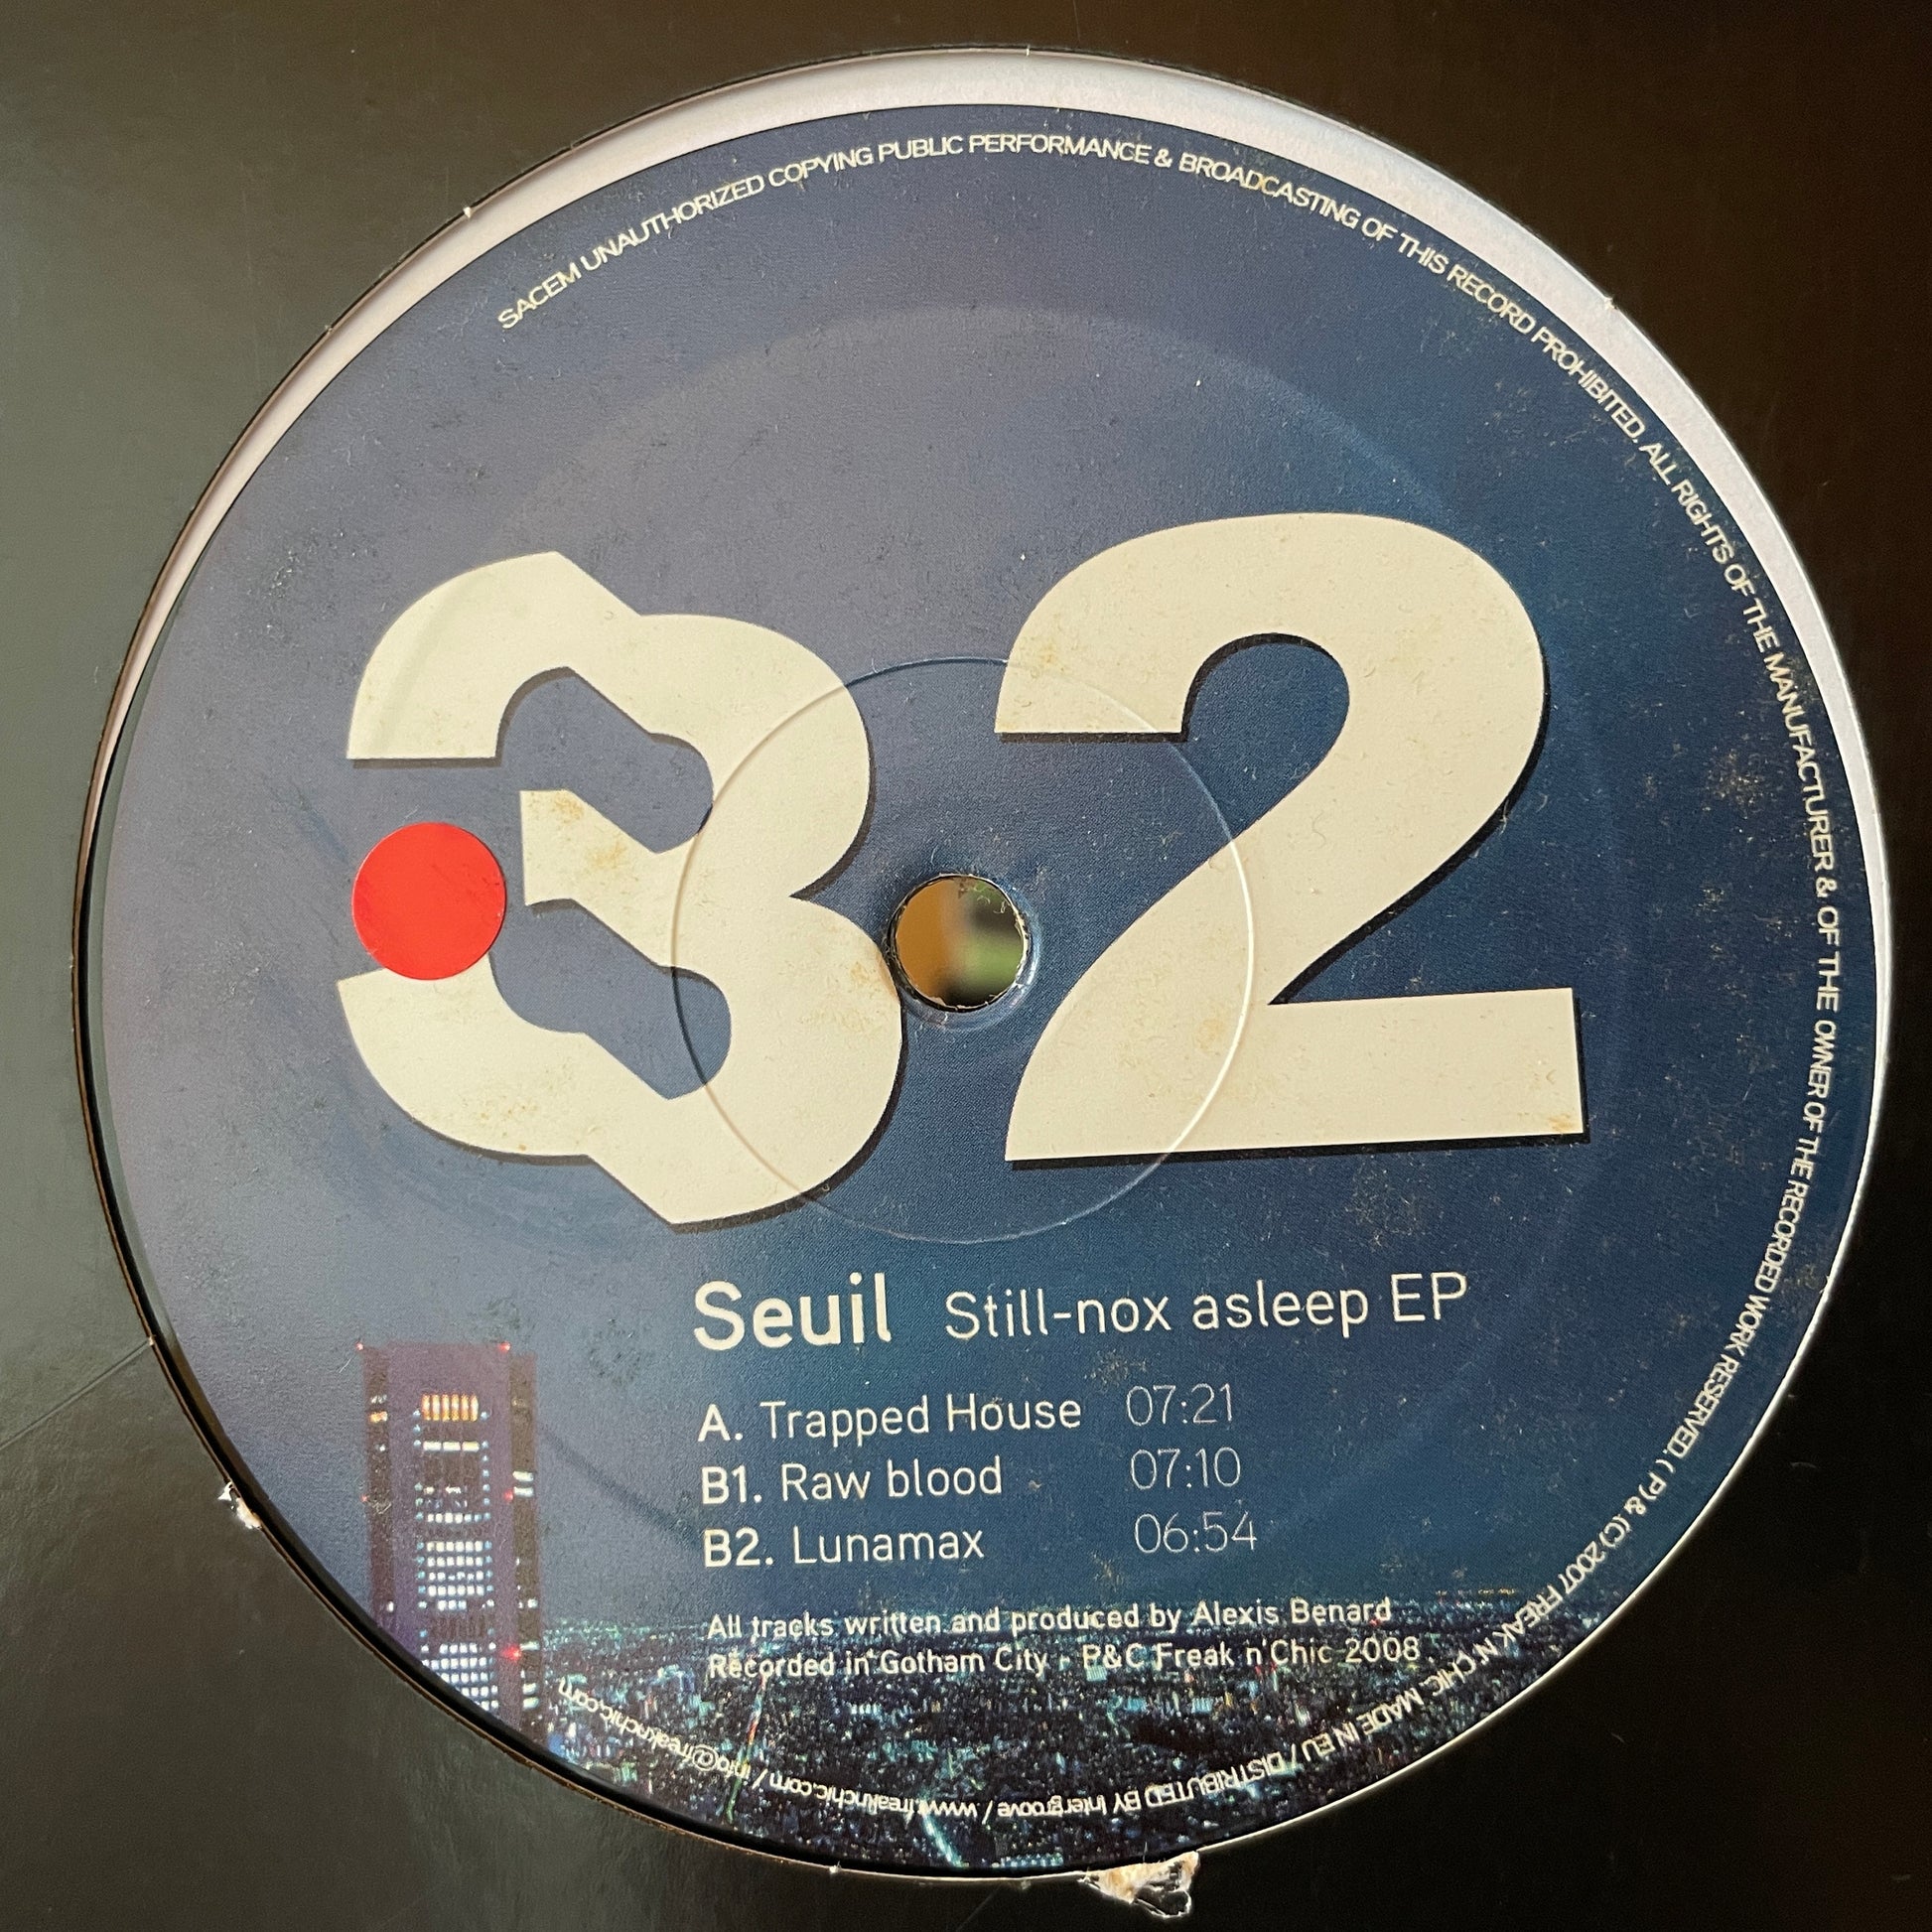 SACEM UNAUTHORIZED COPYING PUBLIC PERFORMANCE & BROADCASTING OF THIS RECORD PROHIBITED. ALL RIGHTS OF THE MANUFACTURER & OF THE OWNER OF THE RECORDED WORK RESERVED. ( P) & (C) 2007 FREAK N' CHIC. MADE IN EU / DISTRIBUTED BY Intergroove / www.freaknchic.com / info@freaknchic.com
32
Seuil Still-nox asleep EP
A. Trapped House 07:21
B1. Raw blood 07:10
B2. Lunamax 06:54
All tracks written and produced by Alexis Benard
Recorded in Gotham City - P&C Freak n'Chic 2008